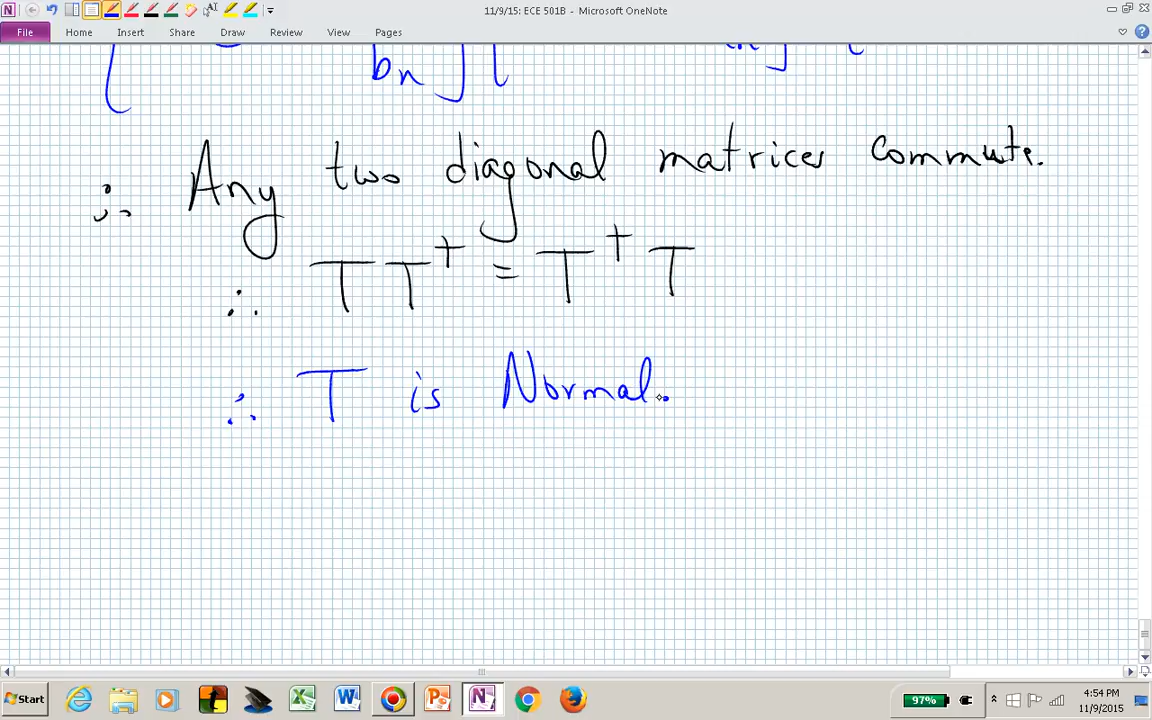 11/9/15: ECE 501B - Microsoft OneNote
File Home Insert Share Draw Review View Pages
bn
∴ Any two diagonal matrices commute.
∴ T T† = T† T
∴ T is Normal.
Start
97%
4:54 PM
11/9/2015